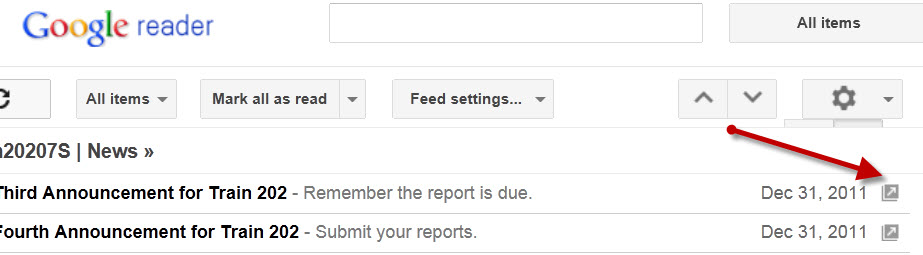 Google reader
All items
All items
Mark all as read
Feed settings...
20207S | News »
Third Announcement for Train 202 - Remember the report is due. Dec 31, 2011
Fourth Announcement for Train 202 - Submit your reports. Dec 31, 2011